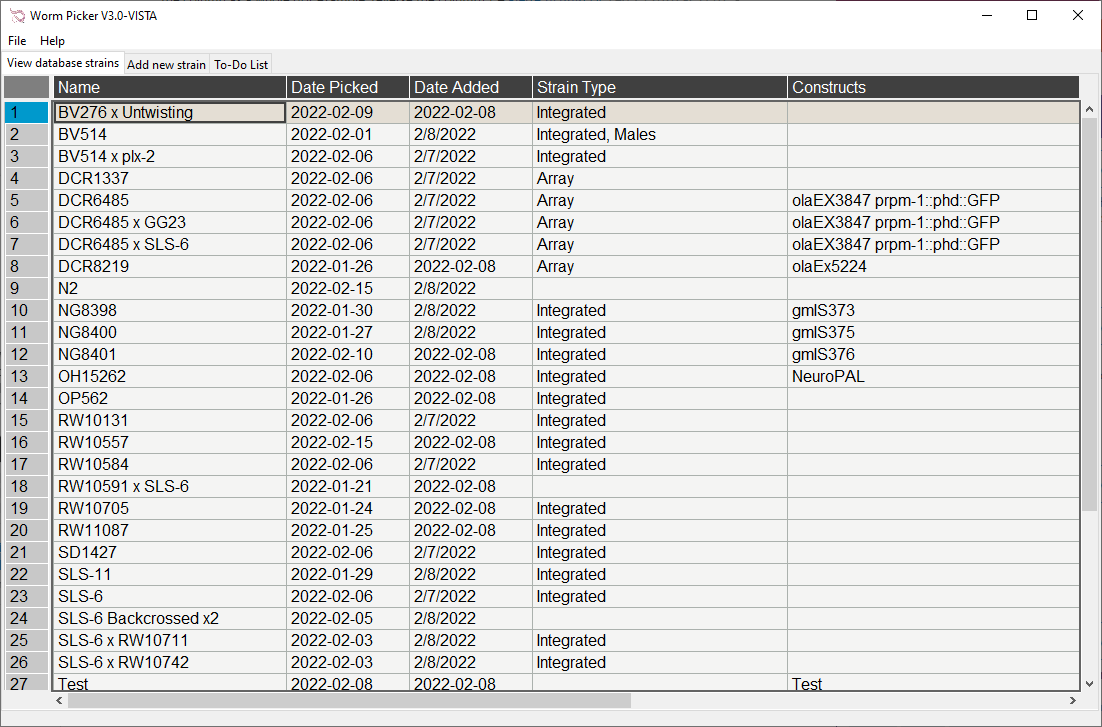 Worm Picker V3.0-VISTA
File Help
View database strains Add new strain To-Do List
Name Date Picked Date Added Strain Type Constructs
1 BV276 x Untwisting 2022-02-09 2022-02-08 Integrated
2 BV514 2022-02-01 2/8/2022 Integrated, Males
3 BV514 x plx-2 2022-02-06 2/7/2022 Integrated
4 DCR1337 2022-02-06 2/7/2022 Array
5 DCR6485 2022-02-06 2/7/2022 Array olaEX3847 prpm-1::phd::GFP
6 DCR6485 x GG23 2022-02-06 2/7/2022 Array olaEX3847 prpm-1::phd::GFP
7 DCR6485 x SLS-6 2022-02-06 2/7/2022 Array olaEX3847 prpm-1::phd::GFP
8 DCR8219 2022-01-26 2022-02-08 Array olaEx5224
9 N2 2022-02-15 2/8/2022
10 NG8398 2022-01-30 2/8/2022 Integrated gmIS373
11 NG8400 2022-01-27 2/8/2022 Integrated gmIS375
12 NG8401 2022-02-10 2022-02-08 Integrated gmIS376
13 OH15262 2022-02-06 2022-02-08 Integrated NeuroPAL
14 OP562 2022-01-26 2022-02-08 Integrated
15 RW10131 2022-02-06 2/7/2022 Integrated
16 RW10557 2022-02-15 2022-02-08 Integrated
17 RW10584 2022-02-06 2/7/2022 Integrated
18 RW10591 x SLS-6 2022-01-21 2022-02-08
19 RW10705 2022-01-24 2022-02-08 Integrated
20 RW11087 2022-01-25 2022-02-08 Integrated
21 SD1427 2022-02-06 2/7/2022 Integrated
22 SLS-11 2022-01-29 2/8/2022 Integrated
23 SLS-6 2022-02-06 2/7/2022 Integrated
24 SLS-6 Backcrossed x2 2022-02-05 2/8/2022
25 SLS-6 x RW10711 2022-02-03 2/8/2022 Integrated
26 SLS-6 x RW10742 2022-02-03 2/8/2022 Integrated
27 Test 2022-02-08 2022-02-08 Test